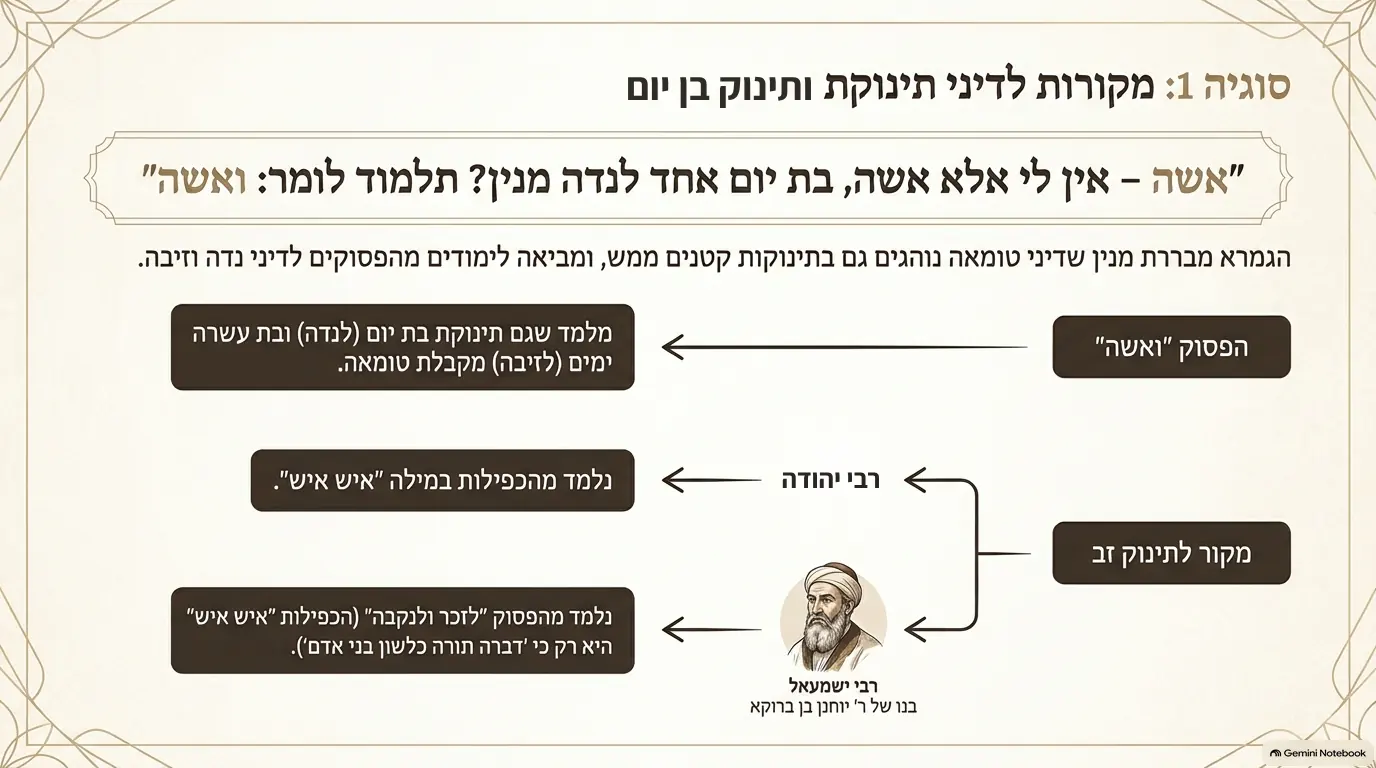 סוגיה 1: מקורות לדיני תינוקת ותינוק בן יום
"אשה – אין לי אלא אשה, בת יום אחד לנדה מנין? תלמוד לומר: ואשה"
הגמרא מבררת מנין שדיני טומאה נוהגים גם בתינוקות קטנים ממש, ומביאה לימודים מהפסוקים לדיני נדה וזיבה.
הפסוק "ואשה"
מלמד שגם תינוקת בת יום (לנדה) ובת עשרה
ימים (לזיבה) מקבלת טומאה.
מקור לתינוק זב
רבי יהודה
נלמד מהכפילות במילה "איש איש".
רבי ישמעאל
בנו של ר' יוחנן בן ברוקא
נלמד מהפסוק "לזכר ולנקבה" (הכפילות "איש איש"
היא רק כי 'דברה תורה כלשון בני אדם').
Gemini Notebook